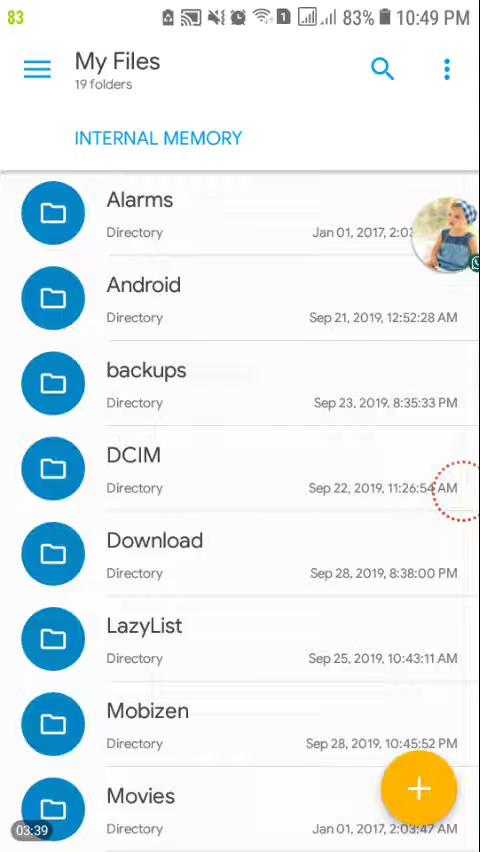 83
1
83%
10:49 PM
My Files
19 folders
INTERNAL MEMORY
Alarms
Directory
Jan 01, 2017, 2:03
Android
Directory
Sep 21, 2019, 12:52:28 AM
backups
Directory
Sep 23, 2019, 8:35:33 PM
DCIM
Directory
Sep 22, 2019, 11:26:54 AM
Download
Directory
Sep 28, 2019, 8:38:00 PM
LazyList
Directory
Sep 25, 2019, 10:43:11 AM
Mobizen
Directory
Sep 28, 2019, 10:45:52 PM
Movies
Directory
Jan 01, 2017, 2:03:47 AM
03:39